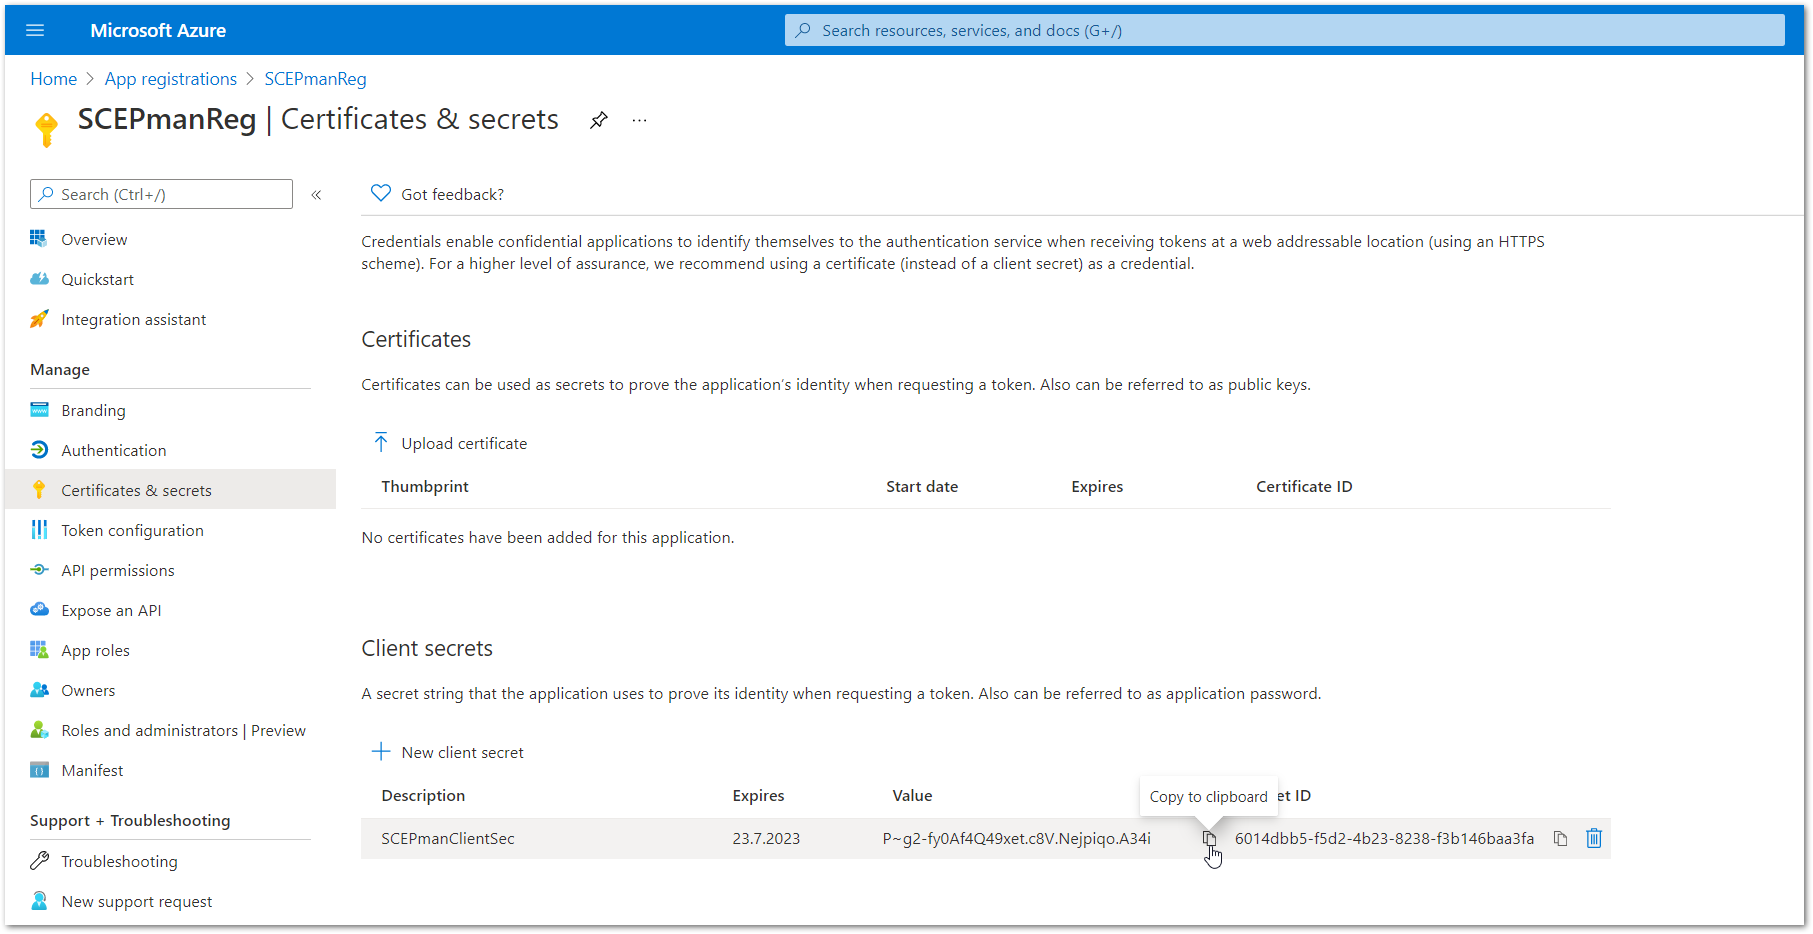 Microsoft Azure
Search resources, services, and docs (G+/)
Home > App registrations > SCEPmanReg
SCEPmanReg | Certificates & secrets
Search (Ctrl+/)
Overview
Quickstart
Integration assistant
Manage
Branding
Authentication
Certificates & secrets
Token configuration
API permissions
Expose an API
App roles
Owners
Roles and administrators | Preview
Manifest
Support + Troubleshooting
Troubleshooting
New support request
Got feedback?
Credentials enable confidential applications to identify themselves to the authentication service when receiving tokens at a web addressable location (using an HTTPS
scheme). For a higher level of assurance, we recommend using a certificate (instead of a client secret) as a credential.
Certificates
Certificates can be used as secrets to prove the application's identity when requesting a token. Also can be referred to as public keys.
Upload certificate
Thumbprint Start date Expires Certificate ID
No certificates have been added for this application.
Client secrets
A secret string that the application uses to prove its identity when requesting a token. Also can be referred to as application password.
New client secret
Copy to clipboard
Description Expires Value et ID
SCEPmanClientSec 23.7.2023 P~g2-fy0Af4Q49xet.c8V.Nejpiqo.A34i 6014dbb5-f5d2-4b23-8238-f3b146baa3fa